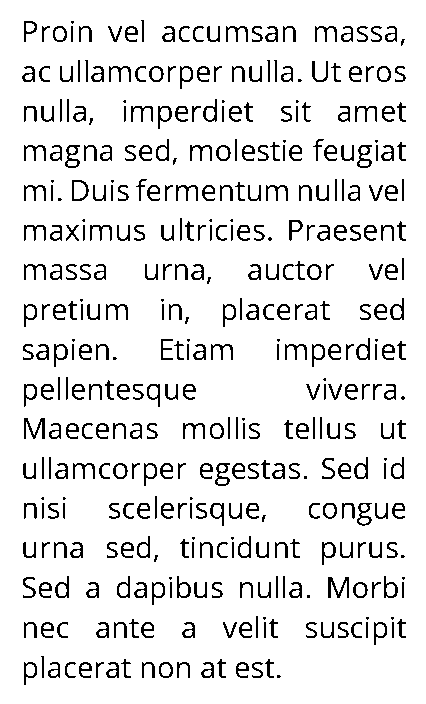 Proin vel accumsan massa,
ac ullamcorper nulla. Ut eros
nulla, imperdiet sit amet
magna sed, molestie feugiat
mi. Duis fermentum nulla vel
maximus ultricies. Praesent
massa urna, auctor vel
pretium in, placerat sed
sapien. Etiam imperdiet
pellentesque viverra.
Maecenas mollis tellus ut
ullamcorper egestas. Sed id
nisi scelerisque, congue
urna sed, tincidunt purus.
Sed a dapibus nulla. Morbi
nec ante a velit suscipit
placerat non at est.